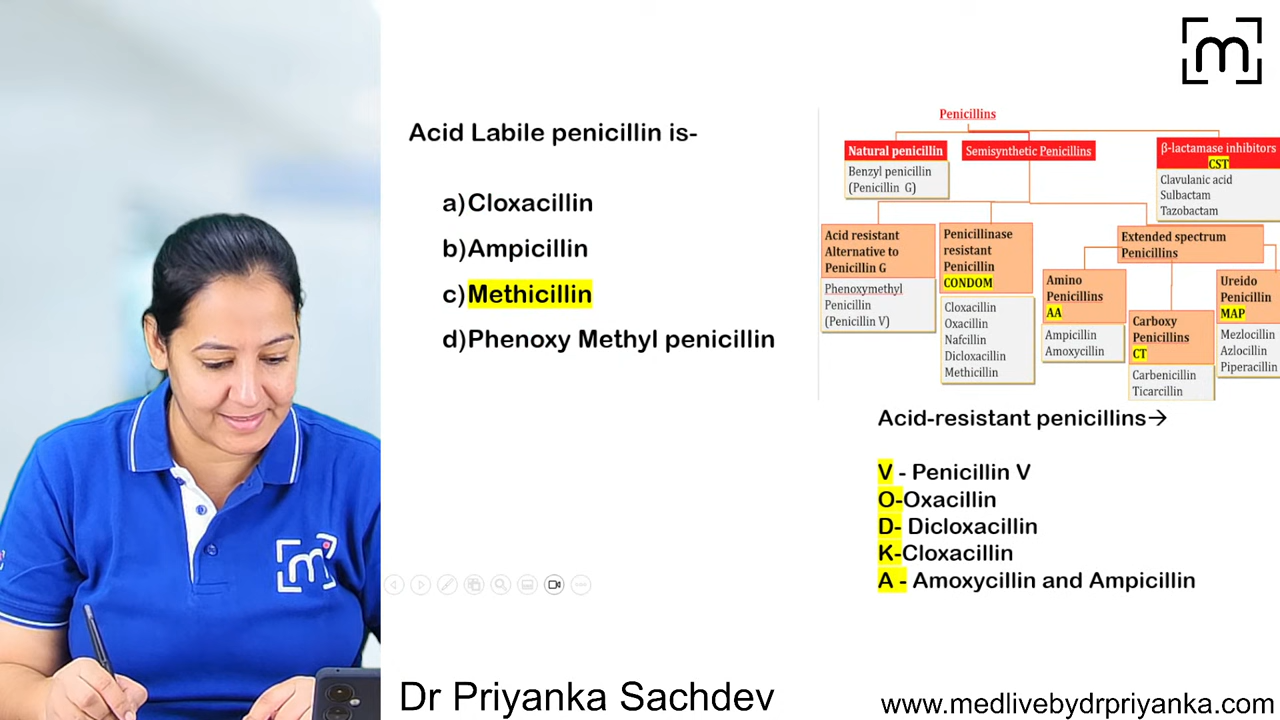 Acid Labile penicillin is-
a)Cloxacillin
b)Ampicillin
c)Methicillin
d)Phenoxy Methyl penicillin
Penicillins
Natural penicillin
Benzyl penicillin
(Penicillin G)
Semisynthetic Penicillins
β-lactamase inhibitors
CST
Clavulanic acid
Sulbactam
Tazobactam
Acid resistant
Alternative to
Penicillin G
Phenoxymethyl
Penicillin
(Penicillin V)
Penicillinase
resistant
Penicillin
CONDOM
Cloxacillin
Oxacillin
Nafcillin
Dicloxacillin
Methicillin
Extended spectrum
Penicillins
Amino
Penicillins
AA
Ampicillin
Amoxycillin
Carboxy
Penicillins
CT
Carbenicillin
Ticarcillin
Ureido
Penicillin
MAP
Mezlocillin
Azlocillin
Piperacillin
Acid-resistant penicillins→
V - Penicillin V
O-Oxacillin
D- Dicloxacillin
K-Cloxacillin
A - Amoxycillin and Ampicillin
Dr Priyanka Sachdev
www.medlivebydrpriyanka.com
m
m